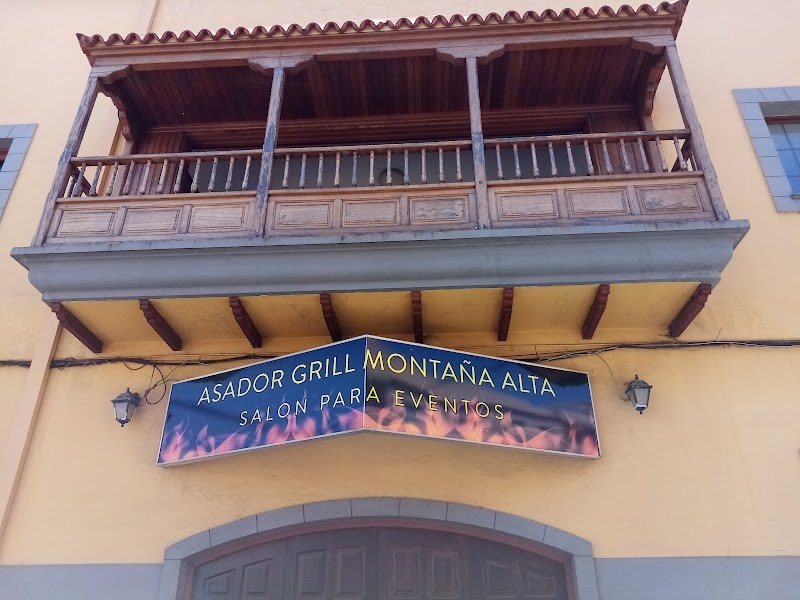 ASADOR GRILL MONTAÑA ALTA
SALON PARA EVENTOS